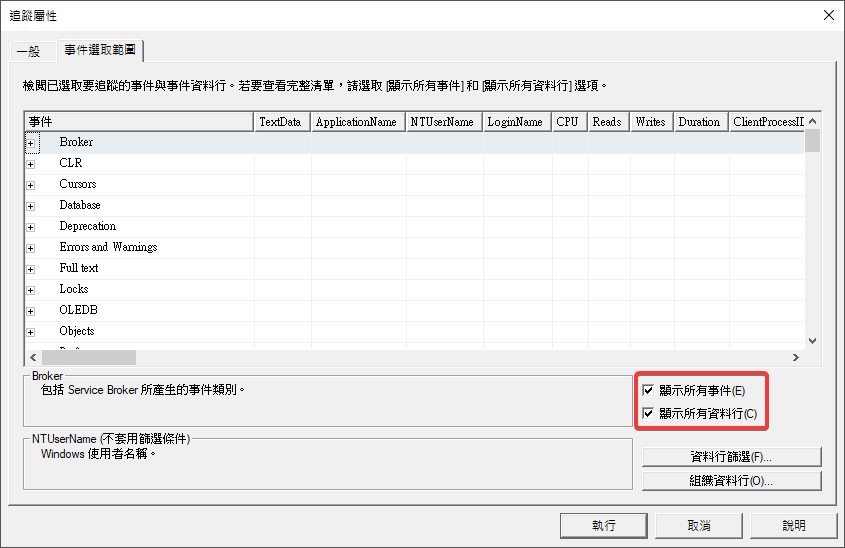 追蹤屬性
一般
事件選取範圍
檢閱已選取要追蹤的事件與事件資料行。若要查看完整清單，請選取 [顯示所有事件] 和 [顯示所有資料行] 選項。
事件 TextData ApplicationName NTUserName LoginName CPU Reads Writes Duration ClientProcessID
Broker
CLR
Cursors
Database
Deprecation
Errors and Warnings
Full text
Locks
OLEDB
Objects
Broker
包括 Service Broker 所產生的事件類別。
顯示所有事件(E)
顯示所有資料行(C)
NTUserName (不套用篩選條件)
Windows 使用者名稱。
資料行篩選(F)...
組織資料行(O)...
執行
取消
說明